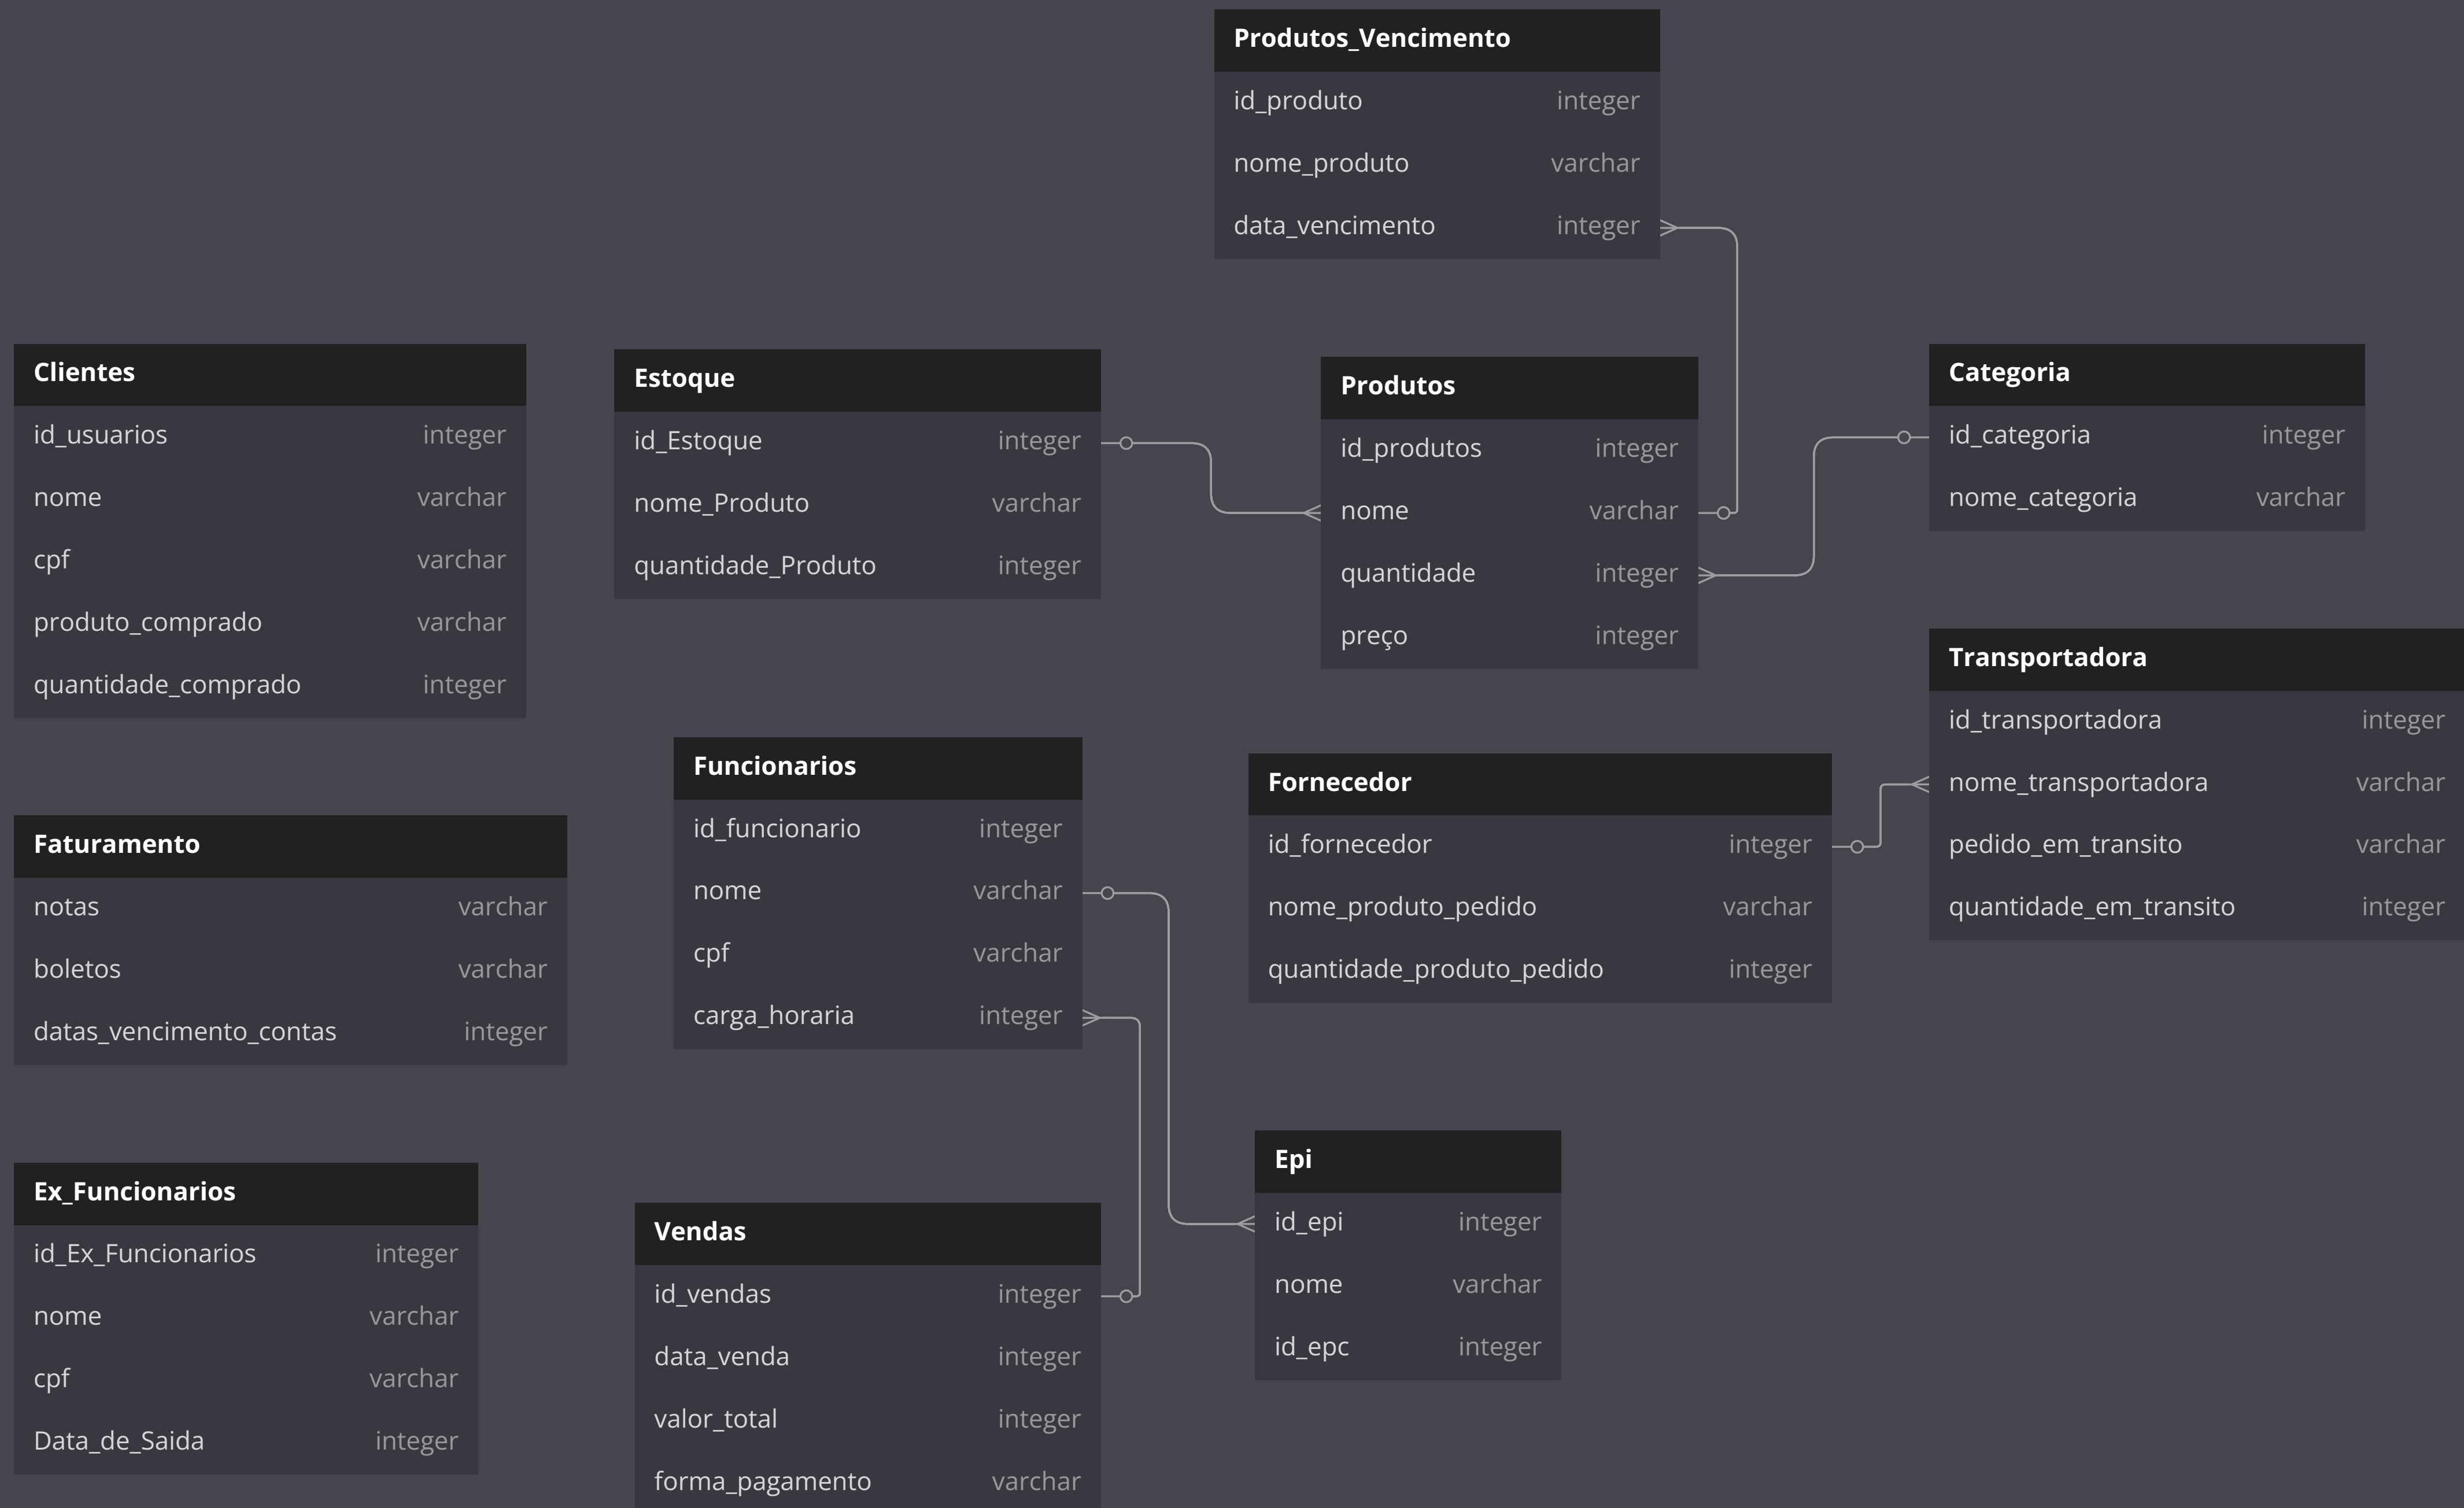 Produtos_Vencimento
id_produto integer
nome_produto varchar
data_vencimento integer
Clientes
id_usuarios integer
nome varchar
cpf varchar
produto_comprado varchar
quantidade_comprado integer
Estoque
id_Estoque integer
nome_Produto varchar
quantidade_Produto integer
Produtos
id_produtos integer
nome varchar
quantidade integer
preço integer
Categoria
id_categoria integer
nome_categoria varchar
Transportadora
id_transportadora integer
nome_transportadora varchar
pedido_em_transito varchar
quantidade_em_transito integer
Funcionarios
id_funcionario integer
nome varchar
cpf varchar
carga_horaria integer
Fornecedor
id_fornecedor integer
nome_produto_pedido varchar
quantidade_produto_pedido integer
Faturamento
notas varchar
boletos varchar
datas_vencimento_contas integer
Epi
id_epi integer
nome varchar
id_epc integer
Ex_Funcionarios
id_Ex_Funcionarios integer
nome varchar
cpf varchar
Data_de_Saida integer
Vendas
id_vendas integer
data_venda integer
valor_total integer
forma_pagamento varchar